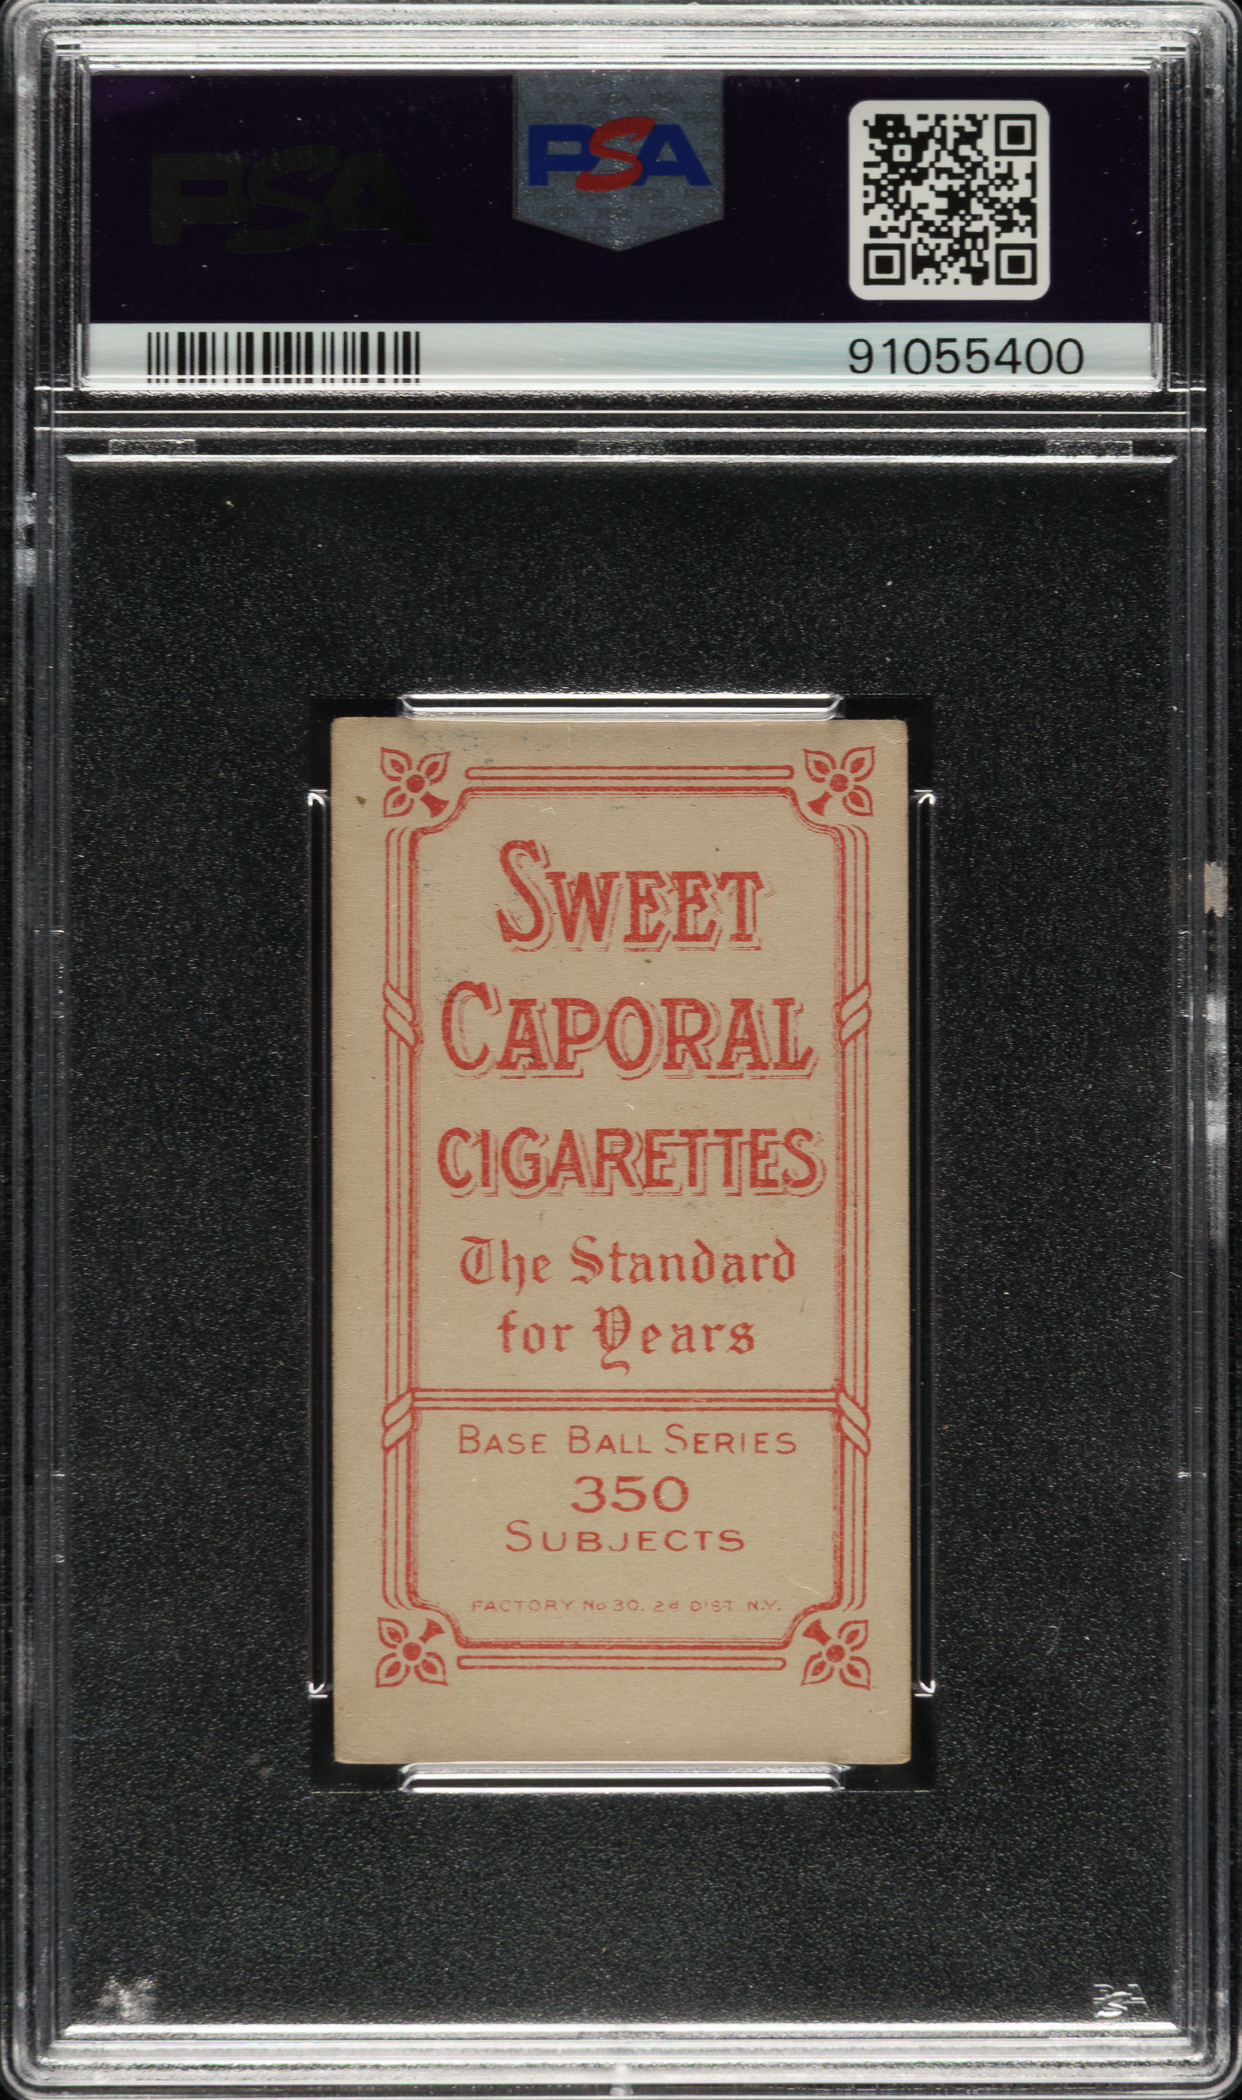 PSA
PSA
91055400
SWEET
CAPORAL
CIGARETTES
The Standard
for Years
BASE BALL SERIES
350
SUBJECTS
FACTORY No 30, 2d DIST. N.Y.
PSA